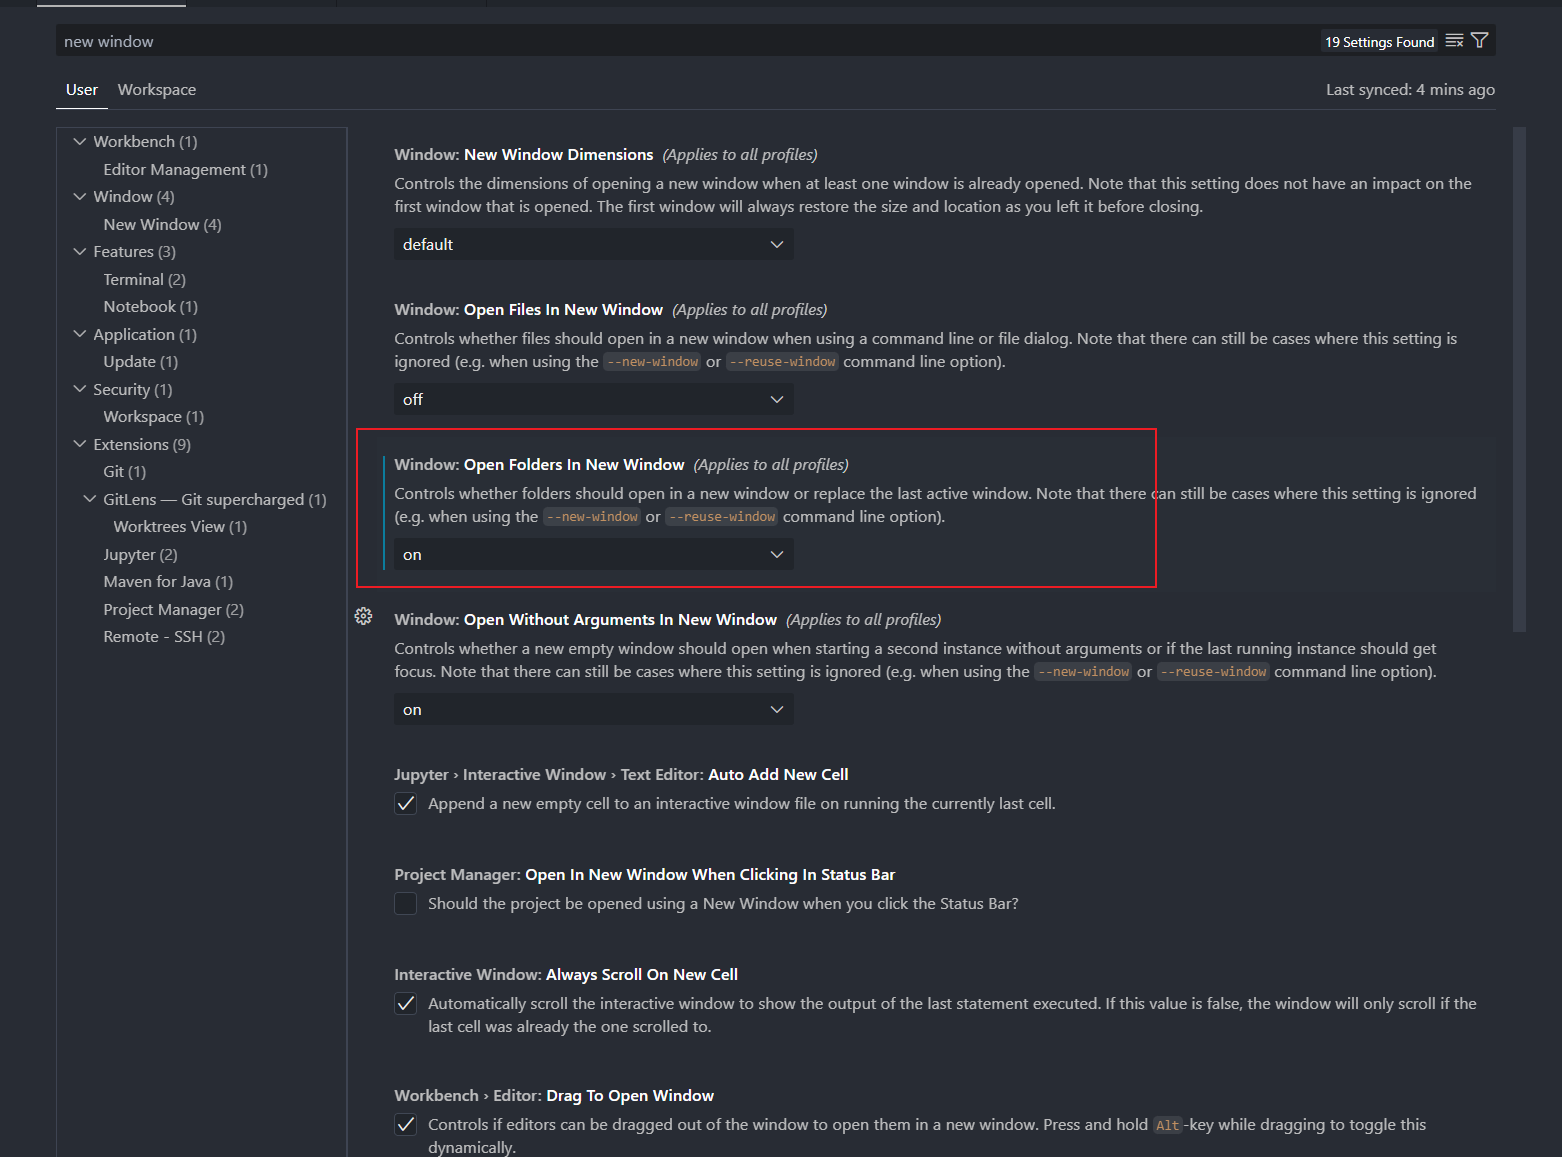 new window
19 Settings Found
User
Workspace
Last synced: 4 mins ago
Workbench (1)
Editor Management (1)
Window (4)
New Window (4)
Features (3)
Terminal (2)
Notebook (1)
Application (1)
Update (1)
Security (1)
Workspace (1)
Extensions (9)
Git (1)
GitLens — Git supercharged (1)
Worktrees View (1)
Jupyter (2)
Maven for Java (1)
Project Manager (2)
Remote - SSH (2)
Window: New Window Dimensions (Applies to all profiles)
Controls the dimensions of opening a new window when at least one window is already opened. Note that this setting does not have an impact on the
first window that is opened. The first window will always restore the size and location as you left it before closing.
default
Window: Open Files In New Window (Applies to all profiles)
Controls whether files should open in a new window when using a command line or file dialog. Note that there can still be cases where this setting is
ignored (e.g. when using the --new-window or --reuse-window command line option).
off
Window: Open Folders In New Window (Applies to all profiles)
Controls whether folders should open in a new window or replace the last active window. Note that there can still be cases where this setting is ignored
(e.g. when using the --new-window or --reuse-window command line option).
on
Window: Open Without Arguments In New Window (Applies to all profiles)
Controls whether a new empty window should open when starting a second instance without arguments or if the last running instance should get
focus. Note that there can still be cases where this setting is ignored (e.g. when using the --new-window or --reuse-window command line option).
on
Jupyter › Interactive Window › Text Editor: Auto Add New Cell
Append a new empty cell to an interactive window file on running the currently last cell.
Project Manager: Open In New Window When Clicking In Status Bar
Should the project be opened using a New Window when you click the Status Bar?
Interactive Window: Always Scroll On New Cell
Automatically scroll the interactive window to show the output of the last statement executed. If this value is false, the window will only scroll if the
last cell was already the one scrolled to.
Workbench › Editor: Drag To Open Window
Controls if editors can be dragged out of the window to open them in a new window. Press and hold Alt-key while dragging to toggle this
dynamically.